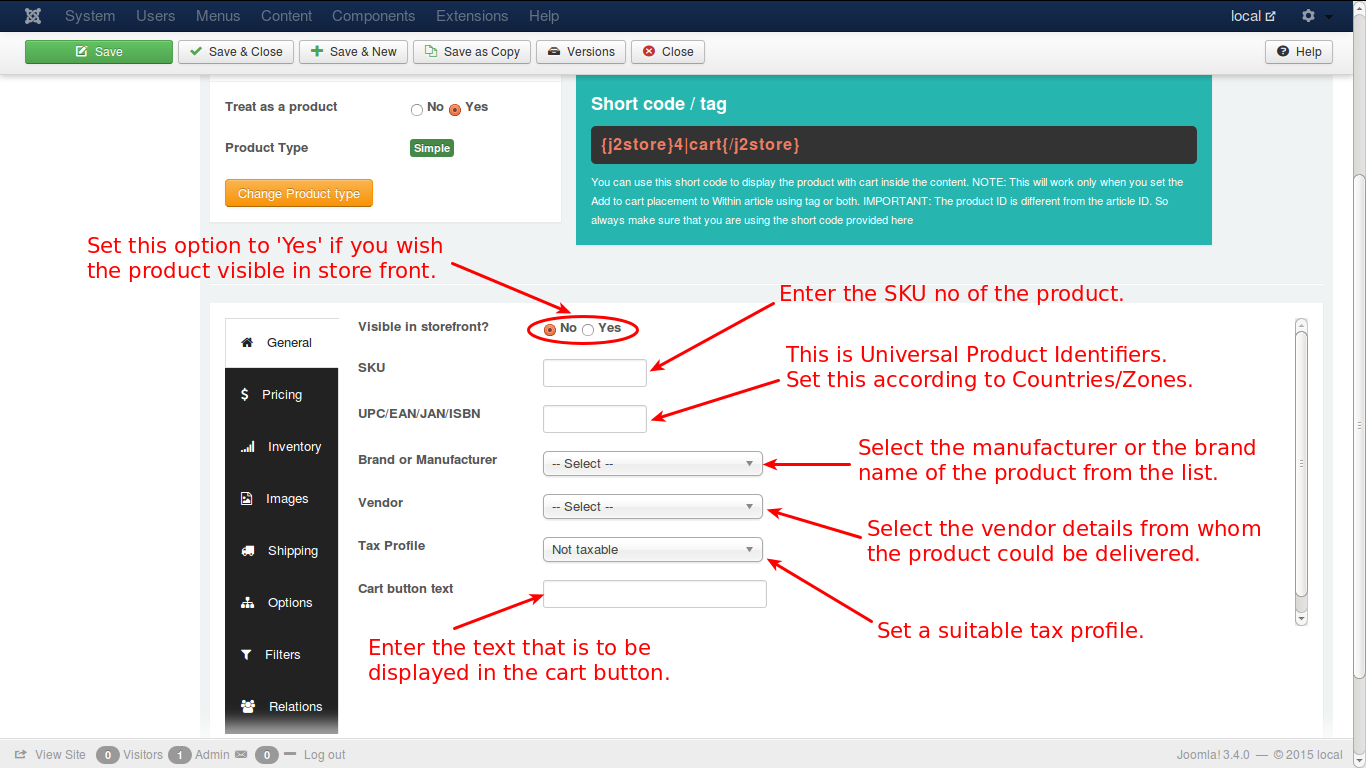 System Users Menus Content Components Extensions Help local
Save Save & Close Save & New Save as Copy Versions Close Help
Treat as a product No Yes
Product Type Simple
Change Product type
Short code / tag
{j2store}4|cart{/j2store}
You can use this short code to display the product with cart inside the content. NOTE: This will work only when you set the
Add to cart placement to Within article using tag or both. IMPORTANT: The product ID is different from the article ID. So
always make sure that you are using the short code provided here
Set this option to 'Yes' if you wish
the product visible in store front.
Enter the SKU no of the product.
This is Universal Product Identifiers.
Set this according to Countries/Zones.
Select the manufacturer or the brand
name of the product from the list.
Select the vendor details from whom
the product could be delivered.
Set a suitable tax profile.
Enter the text that is to be
displayed in the cart button.
General
Pricing
Inventory
Images
Shipping
Options
Filters
Relations
Visible in storefront? No Yes
SKU
UPC/EAN/JAN/ISBN
Brand or Manufacturer -- Select --
Vendor -- Select --
Tax Profile Not taxable
Cart button text
View Site 0 Visitors 1 Admin 0 Log out Joomla! 3.4.0 — © 2015 local